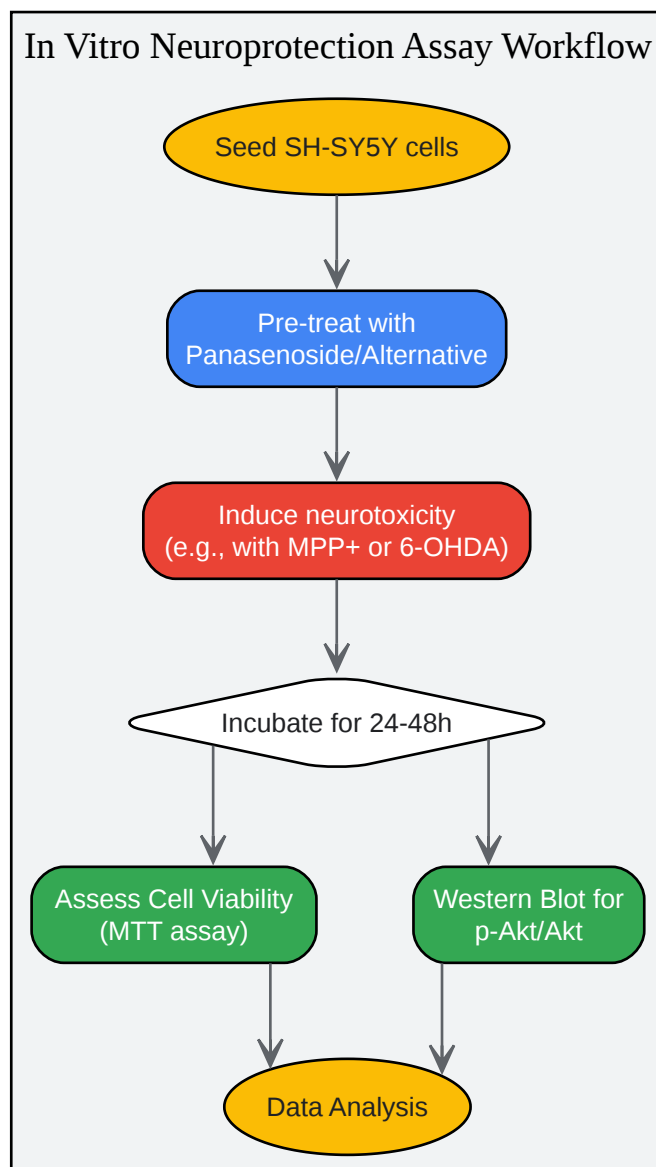 In Vitro Neuroprotection Assay Workflow
Seed SH-SY5Y cells
Pre-treat with
Panasenoside/Alternative
Induce neurotoxicity
(e.g., with MPP+ or 6-OHDA)
Incubate for 24-48h
Assess Cell Viability
(MTT assay)
Western Blot for
p-Akt/Akt
Data Analysis